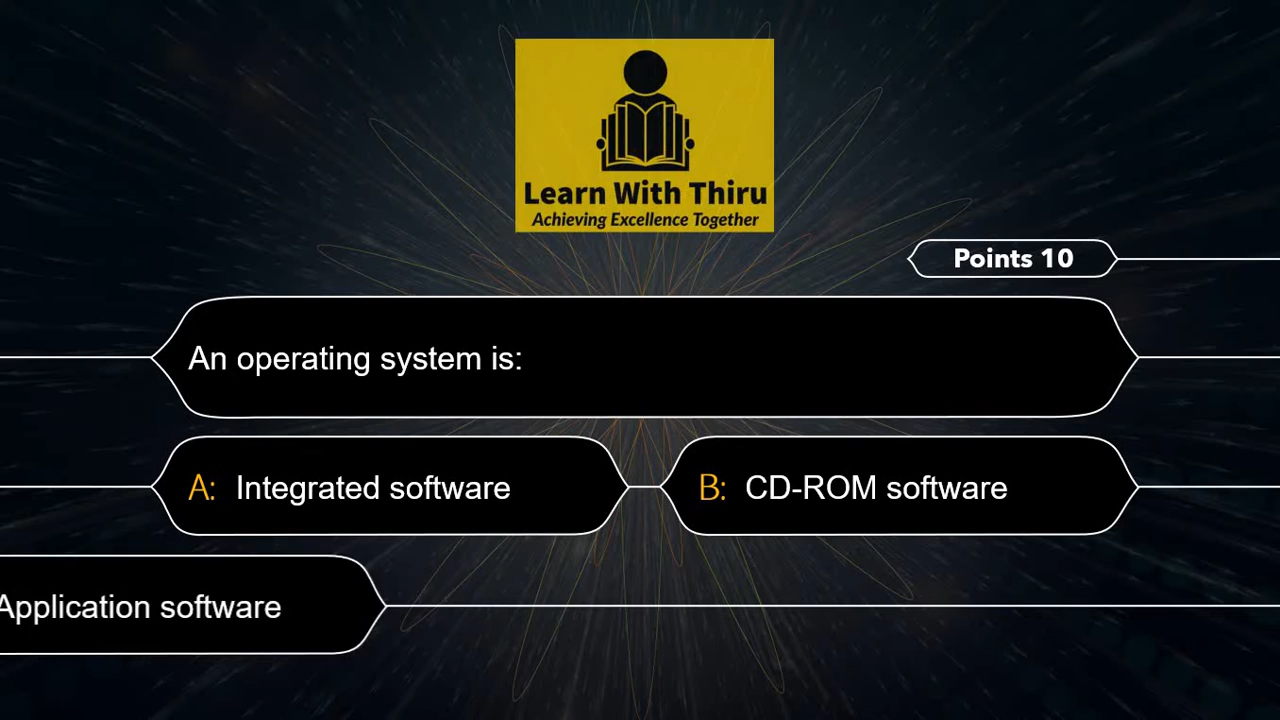 Learn With Thiru
Achieving Excellence Together
Points 10
An operating system is:
A: Integrated software
B: CD-ROM software
Application software